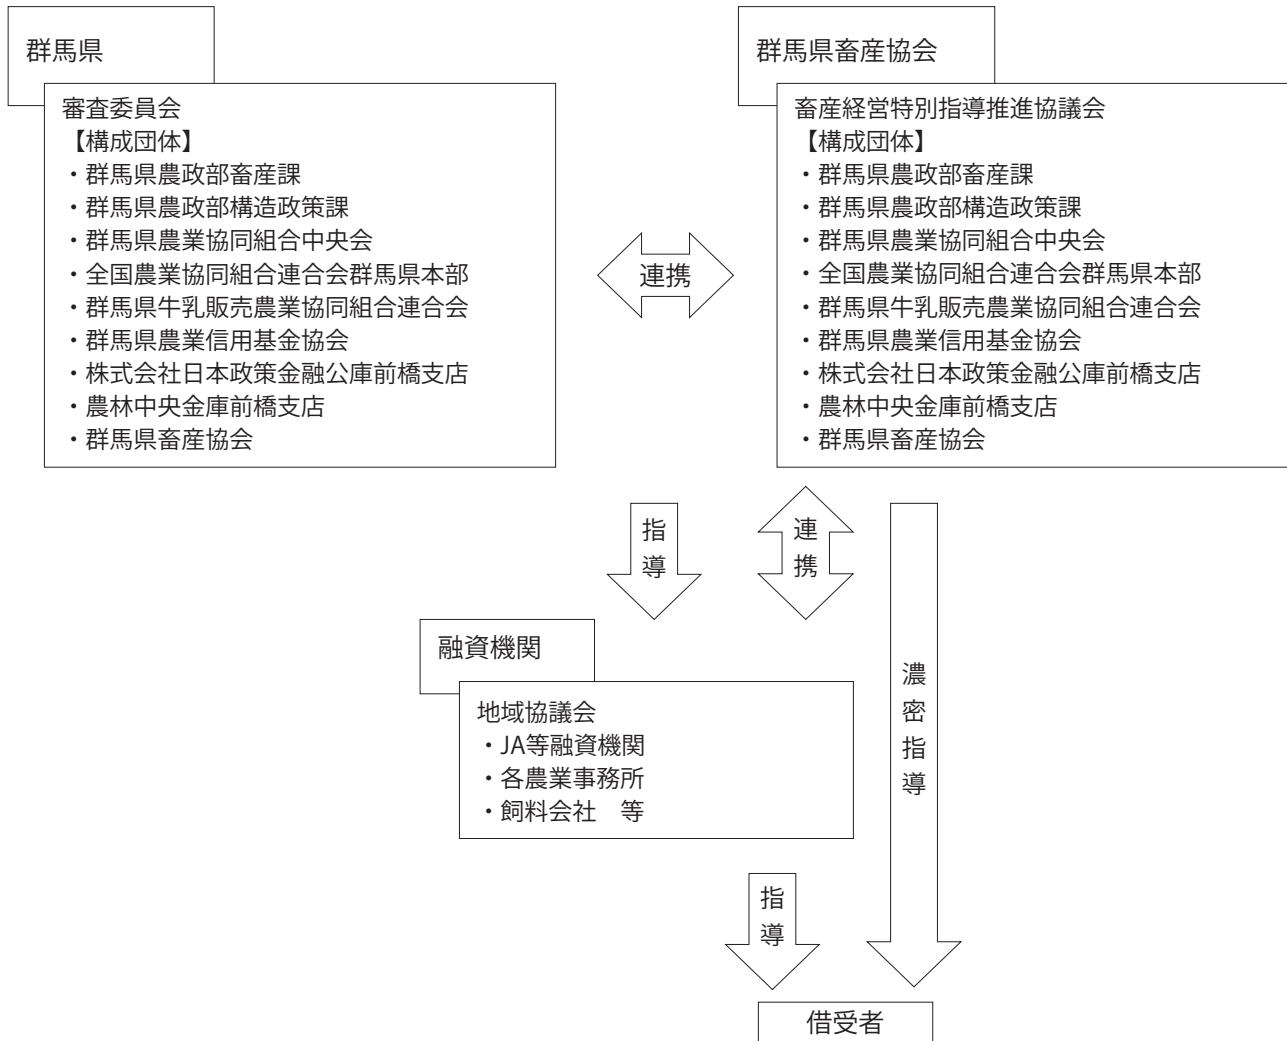 群馬県
審査委員会
【構成団体】
・群馬県農政部畜産課
・群馬県農政部構造政策課
・群馬県農業協同組合中央会
・全国農業協同組合連合会群馬県本部
・群馬県牛乳販売農業協同組合連合会
・群馬県農業信用基金協会
・株式会社日本政策金融公庫前橋支店
・農林中央金庫前橋支店
・群馬県畜産協会
連携
群馬県畜産協会
畜産経営特別指導推進協議会
【構成団体】
・群馬県農政部畜産課
・群馬県農政部構造政策課
・群馬県農業協同組合中央会
・全国農業協同組合連合会群馬県本部
・群馬県牛乳販売農業協同組合連合会
・群馬県農業信用基金協会
・株式会社日本政策金融公庫前橋支店
・農林中央金庫前橋支店
・群馬県畜産協会
指導
連携
濃密指導
融資機関
地域協議会
・JA等融資機関
・各農業事務所
・飼料会社　等
指導
借受者